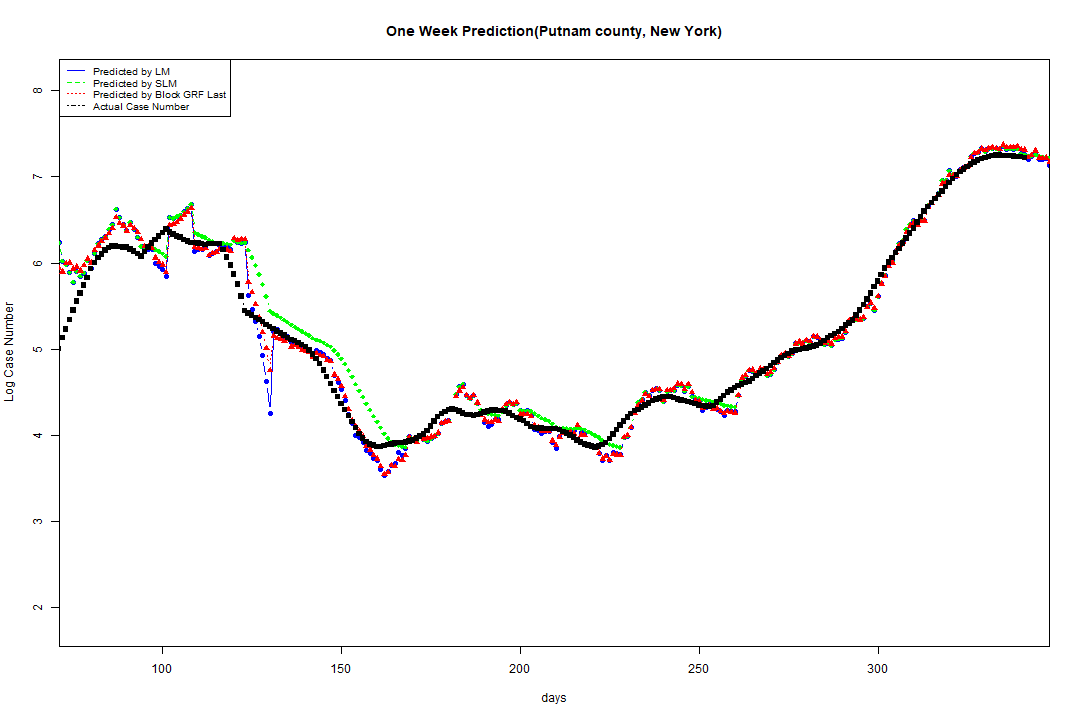 One Week Prediction(Putnam county, New York)
Predicted by LM
Predicted by SLM
Predicted by Block GRF Last
Actual Case Number
8
7
6
5
4
3
2
Log Case Number
100 150 200 250 300
days